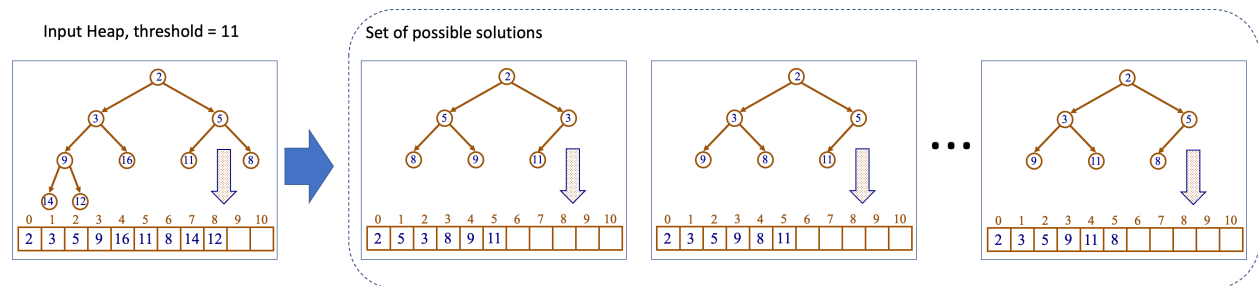 Input Heap, threshold = 11
Set of possible solutions
2
3 5
9 16 11 8
14 12
0 1 2 3 4 5 6 7 8 9 10
2 3 5 9 16 11 8 14 12
2
5 3
8 9 11
0 1 2 3 4 5 6 7 8 9 10
2 5 3 8 9 11
2
3 5
9 8 11
0 1 2 3 4 5 6 7 8 9 10
2 3 5 9 8 11
...
2
3 5
9 11 8
0 1 2 3 4 5 6 7 8 9 10
2 3 5 9 11 8